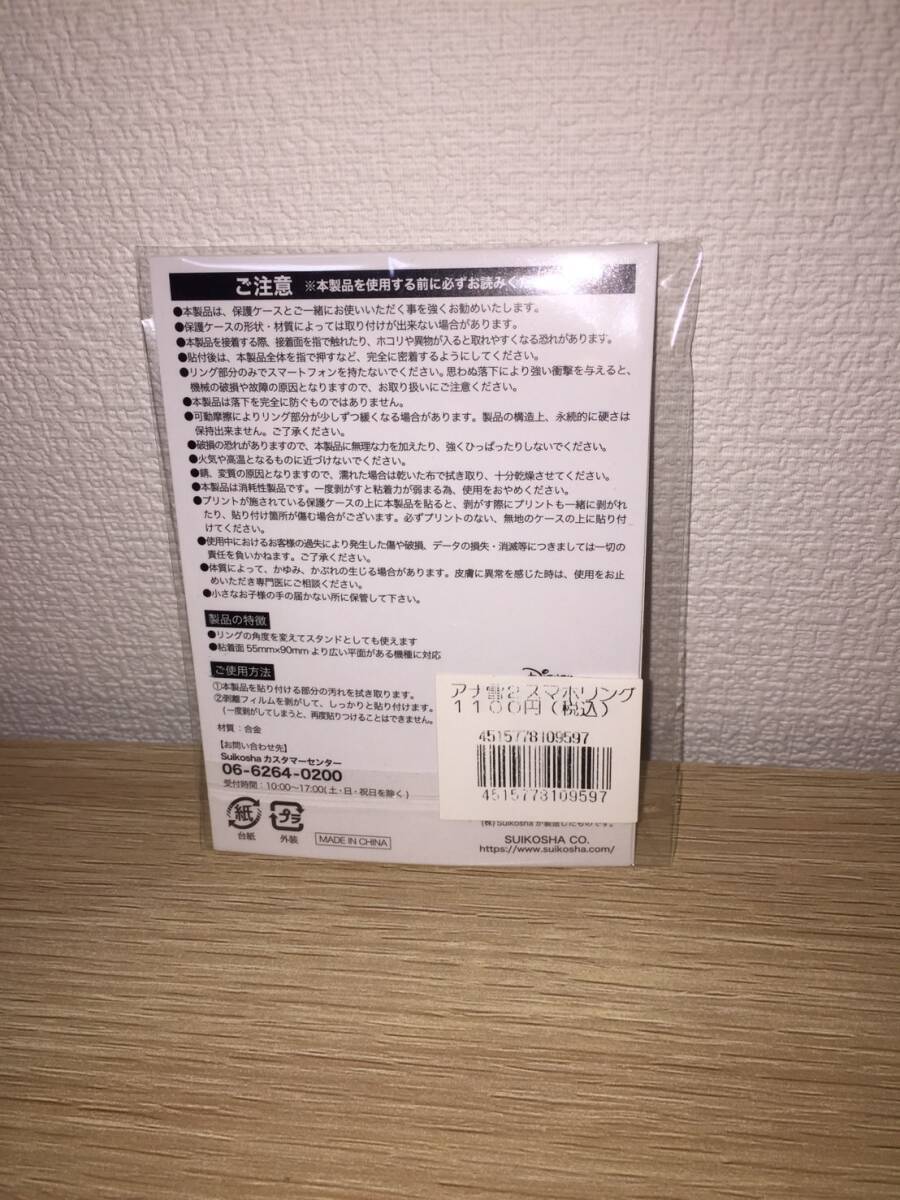 ご注意 ※本製品を使用する前に必ずお読みくだ
●本製品は、保護ケースとご一緒にお使いいただく事を強くお勧めいたします。
●保護ケースの形状・材質によっては取り付けが出来ない場合があります。
●本製品を接着する際、接着面を指で触れたり、ホコリや異物が入ると取れやすくなる恐れがあります。
●貼付後は、本製品全体を指で押すなど、完全に密着するようにしてください。
●リング部分のみでスマートフォンを持たないでください。思わぬ落下により強い衝撃を与えると、
機械の破損や故障の原因となりますので、お取り扱いにご注意ください。
●本製品は落下を完全に防ぐものではありません。
●可動摩擦によりリング部分が少しずつ緩くなる場合があります。製品の構造上、永続的に硬さは
保持出来ません。ご了承ください。
●破損の恐れがありますので、本製品に無理な力を加えたり、強くひっぱったりしないでください。
●火気や高温となるものに近づけないでください。
●錆、変質の原因となりますので、濡れた場合は乾いた布で拭き取り、十分乾燥させてください。
●本製品は消耗性製品です。一度剥がすと粘着力が弱まる為、使用をおやめください。
●プリントが施されている保護ケースの上に本製品を貼ると、剥がす際にプリントも一緒に剥がれ
たり、貼り付け箇所が傷む場合がございます。必ずプリントのない、無地のケースの上に貼り付
けてください。
●使用中におけるお客様の過失により発生した傷や破損、データの損失・消滅等につきましては一切の
責任を負いかねます。ご了承ください。
●体質によって、かゆみ、かぶれの生じる場合があります。皮膚に異常を感じた時は、使用をお止
めいただき専門医にご相談ください。
●小さなお子様の手の届かない所に保管して下さい。
製品の特徴
●リングの角度を変えてスタンドとしても使えます
●粘着面 55mm×90mm より広い平面がある機種に対応
ご使用方法
①本製品を貼り付ける部分の汚れを拭き取ります。
②剥離フィルムを剥がして、しっかりと貼り付けます。
(一度剥がしてしまうと、再度貼りつけることはできません。
材質：合金
【お問い合わせ先】
Suikosha カスタマーセンター
06-6264-0200
受付時間：10:00〜17:00(土・日・祝日を除く)
紙
台紙
プラ
外装
MADE IN CHINA
Disney
アナ雪２スマホリング
１１００円（税込）
4515778109597
4515778109597
(株)Suikoshaが製造したものです。
SUIKOSHA CO.
https://www.suikosha.com/